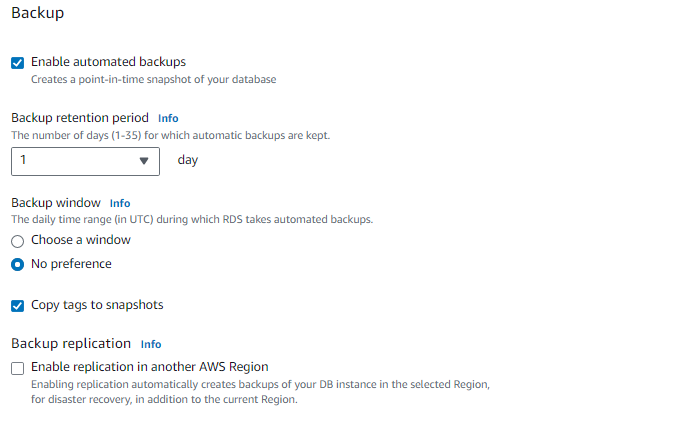 Backup
Enable automated backups
Creates a point-in-time snapshot of your database
Backup retention period Info
The number of days (1-35) for which automatic backups are kept.
1 day
Backup window Info
The daily time range (in UTC) during which RDS takes automated backups.
Choose a window
No preference
Copy tags to snapshots
Backup replication Info
Enable replication in another AWS Region
Enabling replication automatically creates backups of your DB instance in the selected Region,
for disaster recovery, in addition to the current Region.